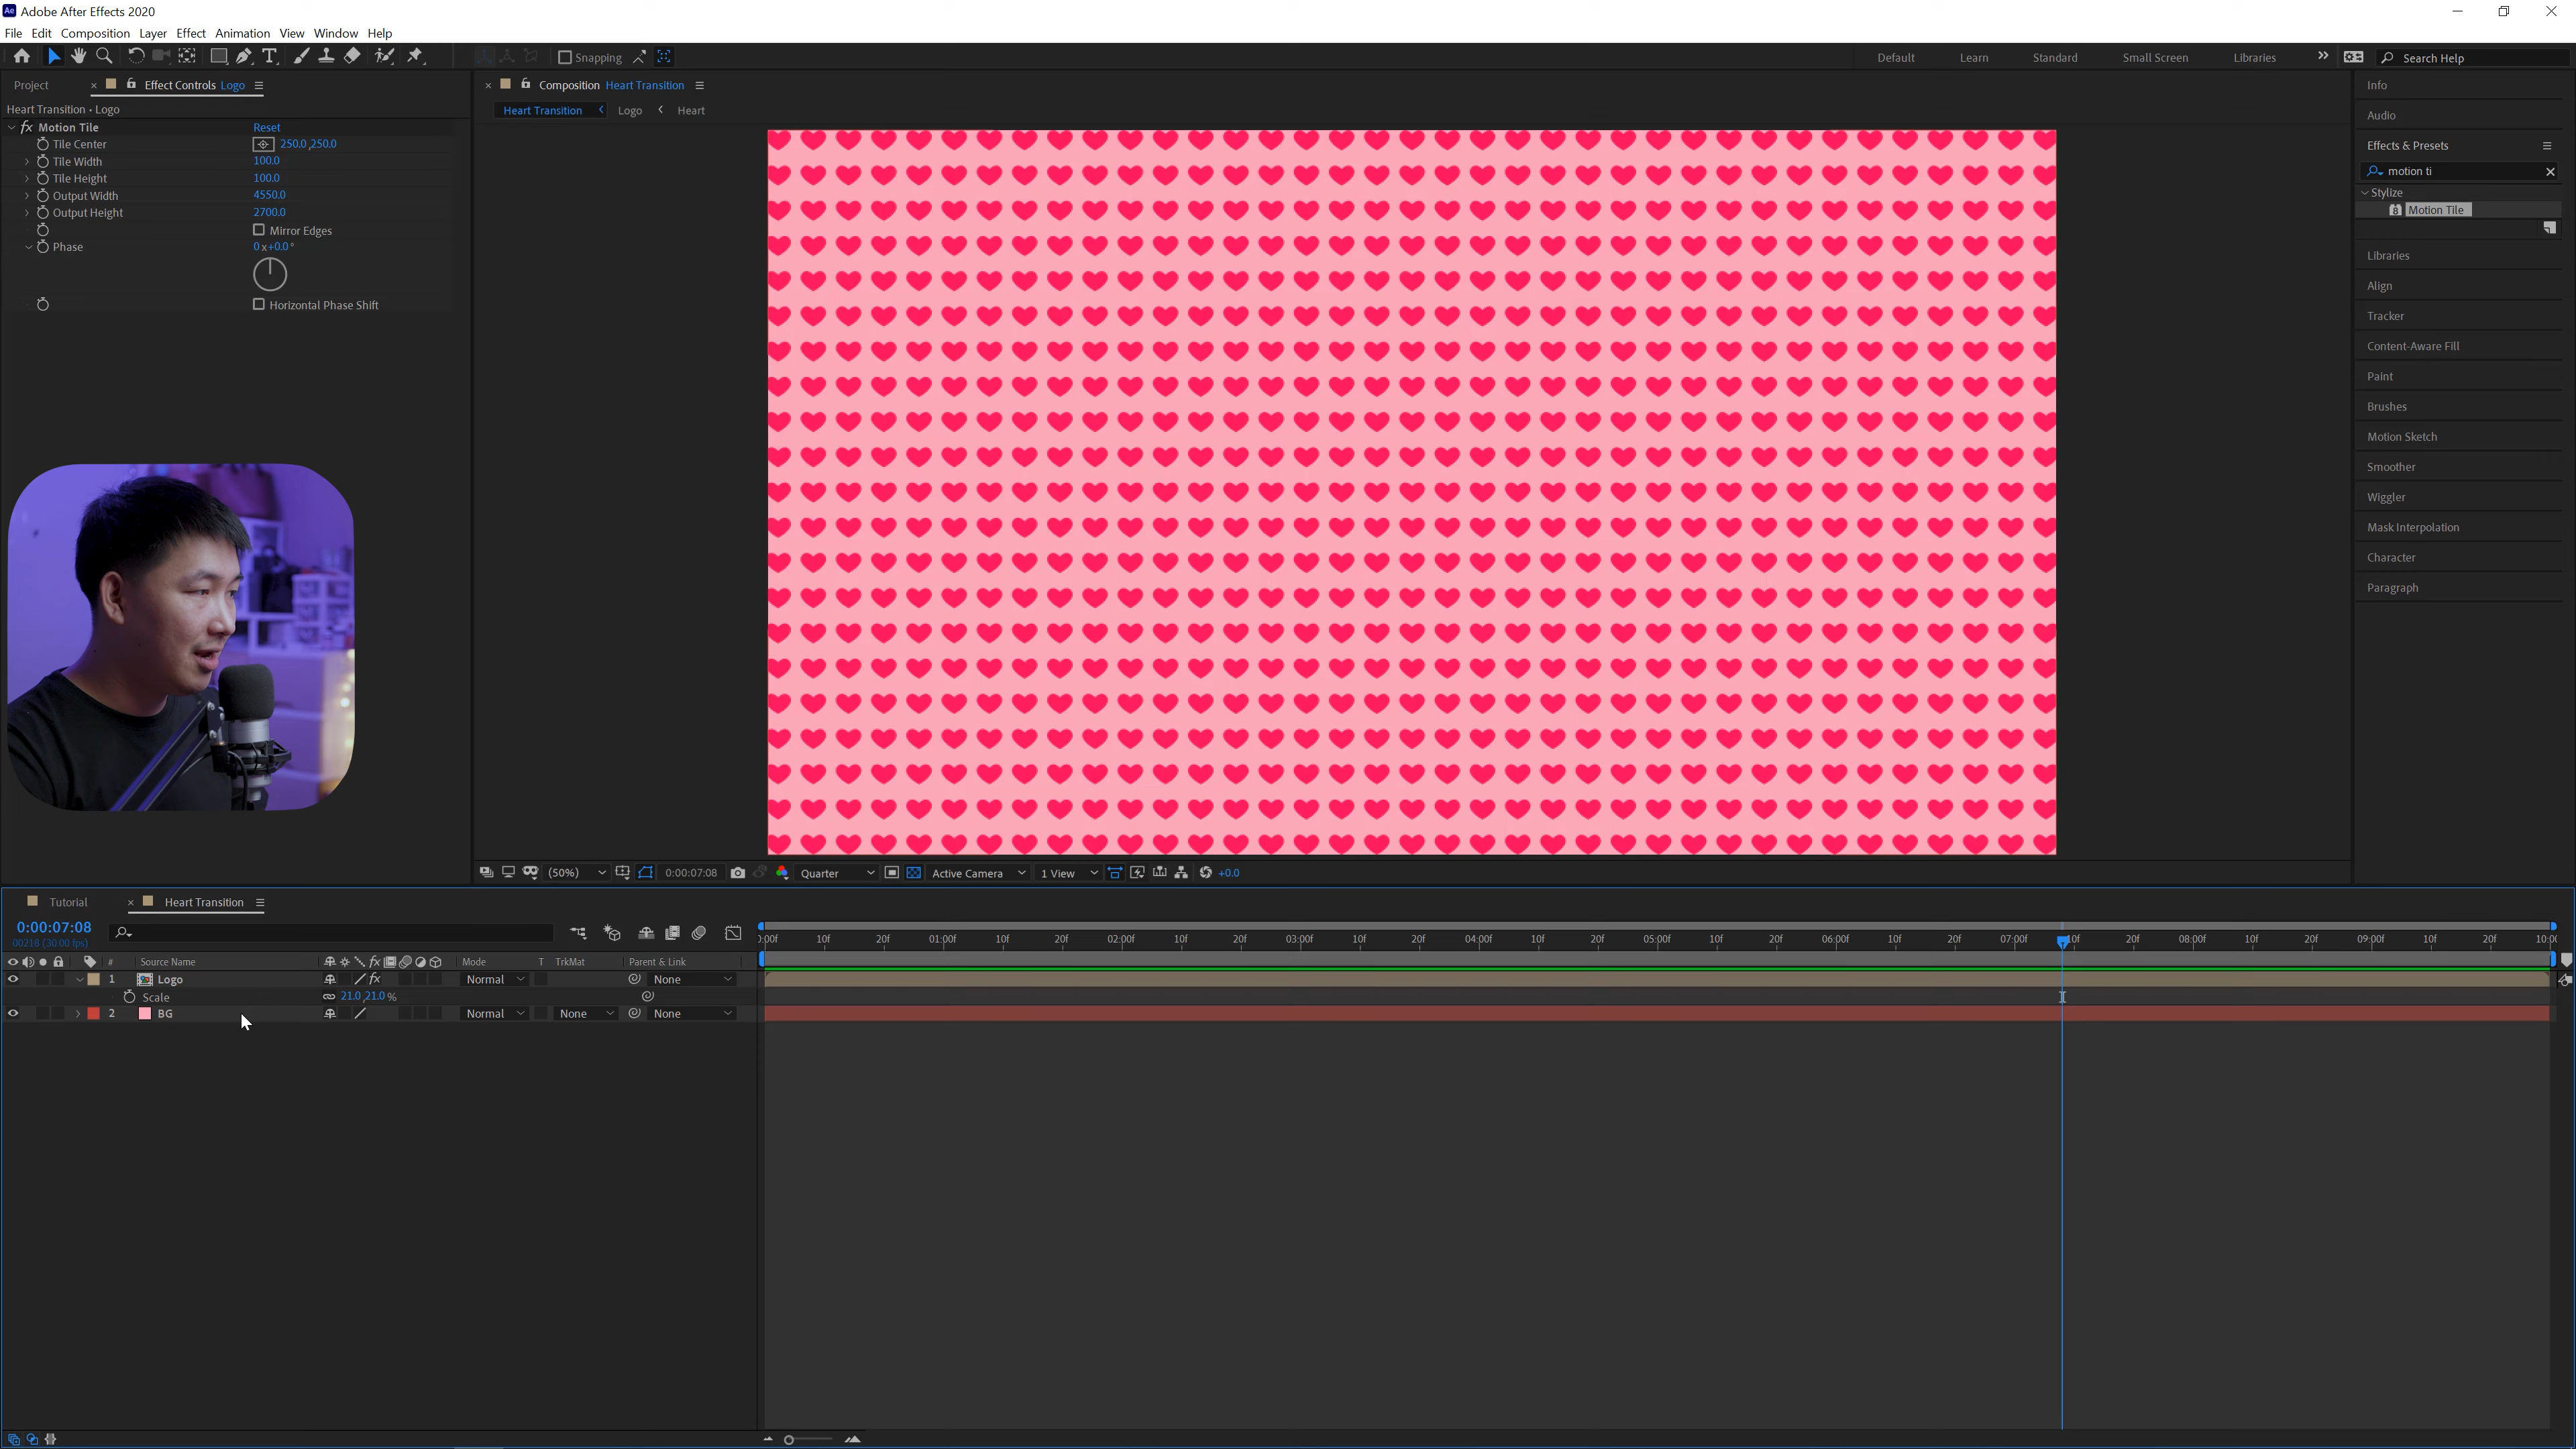 Ae Adobe After Effects 2020
File Edit Composition Layer Effect Animation View Window Help
Snapping Default Learn Standard Small Screen Libraries Search Help
Project Effect Controls Logo
Heart Transition • Logo
fx Motion Tile Reset
Tile Center 250.0,250.0
Tile Width 100.0
Tile Height 100.0
Output Width 4550.0
Output Height 2700.0
Mirror Edges
Phase 0x+0.0°
Horizontal Phase Shift
Composition Heart Transition
Heart Transition Logo Heart
(50%) 0:00:07:08 Quarter Active Camera 1 View +0.0
Info
Audio
Effects & Presets
motion ti
Stylize
Motion Tile
Libraries
Align
Tracker
Content-Aware Fill
Paint
Brushes
Motion Sketch
Smoother
Wiggler
Mask Interpolation
Character
Paragraph
Tutorial Heart Transition
0:00:07:08
00218 (30.00 fps)
# Source Name fx Mode T TrkMat Parent & Link
1 Logo fx Normal None
Scale 21.0,21.0%
2 BG Normal None None
):00f 10f 20f 01:00f 10f 20f 02:00f 10f 20f 03:00f 10f 20f 04:00f 10f 20f 05:00f 10f 20f 06:00f 10f 20f 07:00f 10f 20f 08:00f 10f 20f 09:00f 10f 20f 10:00